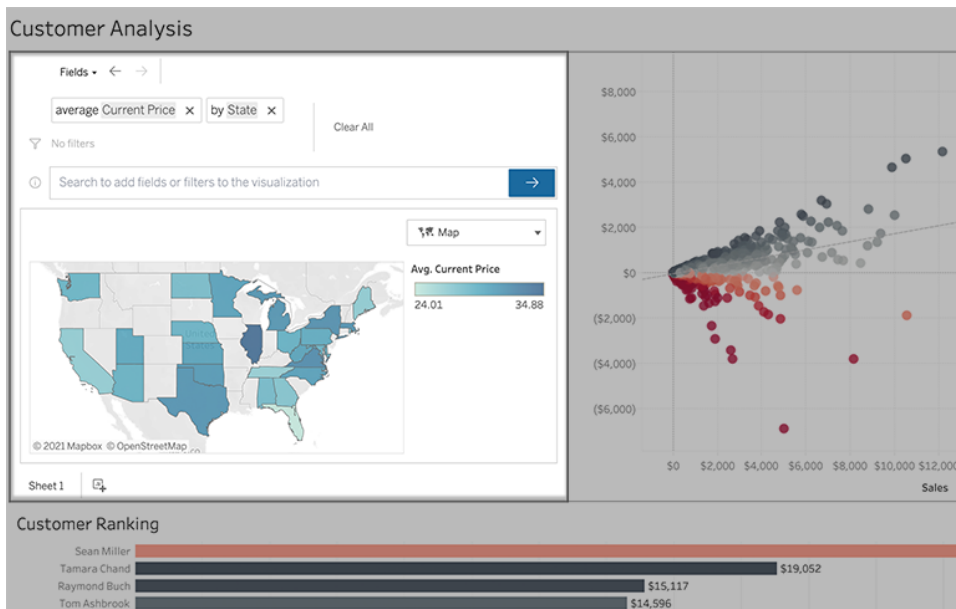 Customer Analysis
Fields
average Current Price ×
by State ×
Clear All
No filters
Search to add fields or filters to the visualization
Map
Avg. Current Price
24.01 34.88
United
States
© 2021 Mapbox © OpenStreetMap
Sheet 1
$8,000
$6,000
$4,000
$2,000
$0
($2,000)
($4,000)
($6,000)
$0 $2,000 $4,000 $6,000 $8,000 $10,000 $12,000
Sales
Customer Ranking
Sean Miller
Tamara Chand $19,052
Raymond Buch $15,117
Tom Ashbrook $14,596